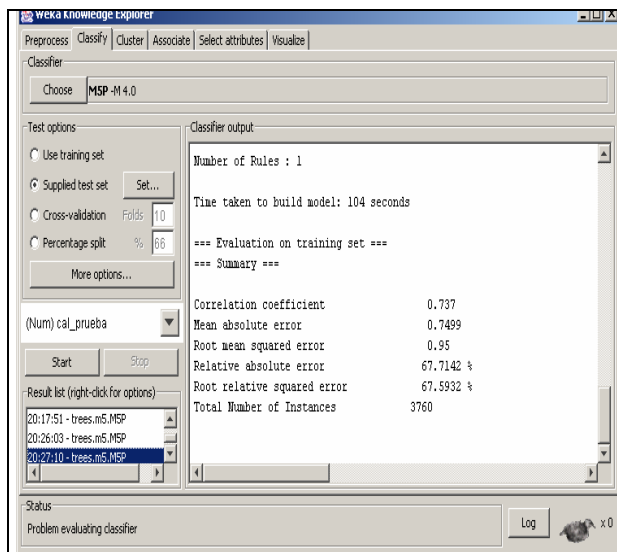 Weka Knowledge Explorer
Preprocess Classify Cluster Associate Select attributes Visualize
Classifier
Choose M5P -M 4.0
Test options
Use training set
Supplied test set Set...
Cross-validation Folds 10
Percentage split % 66
More options...
(Num) cal_prueba
Start Stop
Result list (right-click for options)
20:17:51 - trees.m5.M5P
20:26:03 - trees.m5.M5P
20:27:10 - trees.m5.M5P
Classifier output
Number of Rules : 1
Time taken to build model: 104 seconds
=== Evaluation on training set ===
=== Summary ===
Correlation coefficient 0.737
Mean absolute error 0.7499
Root mean squared error 0.95
Relative absolute error 67.7142 %
Root relative squared error 67.5932 %
Total Number of Instances 3760
Status
Problem evaluating classifier
Log x 0